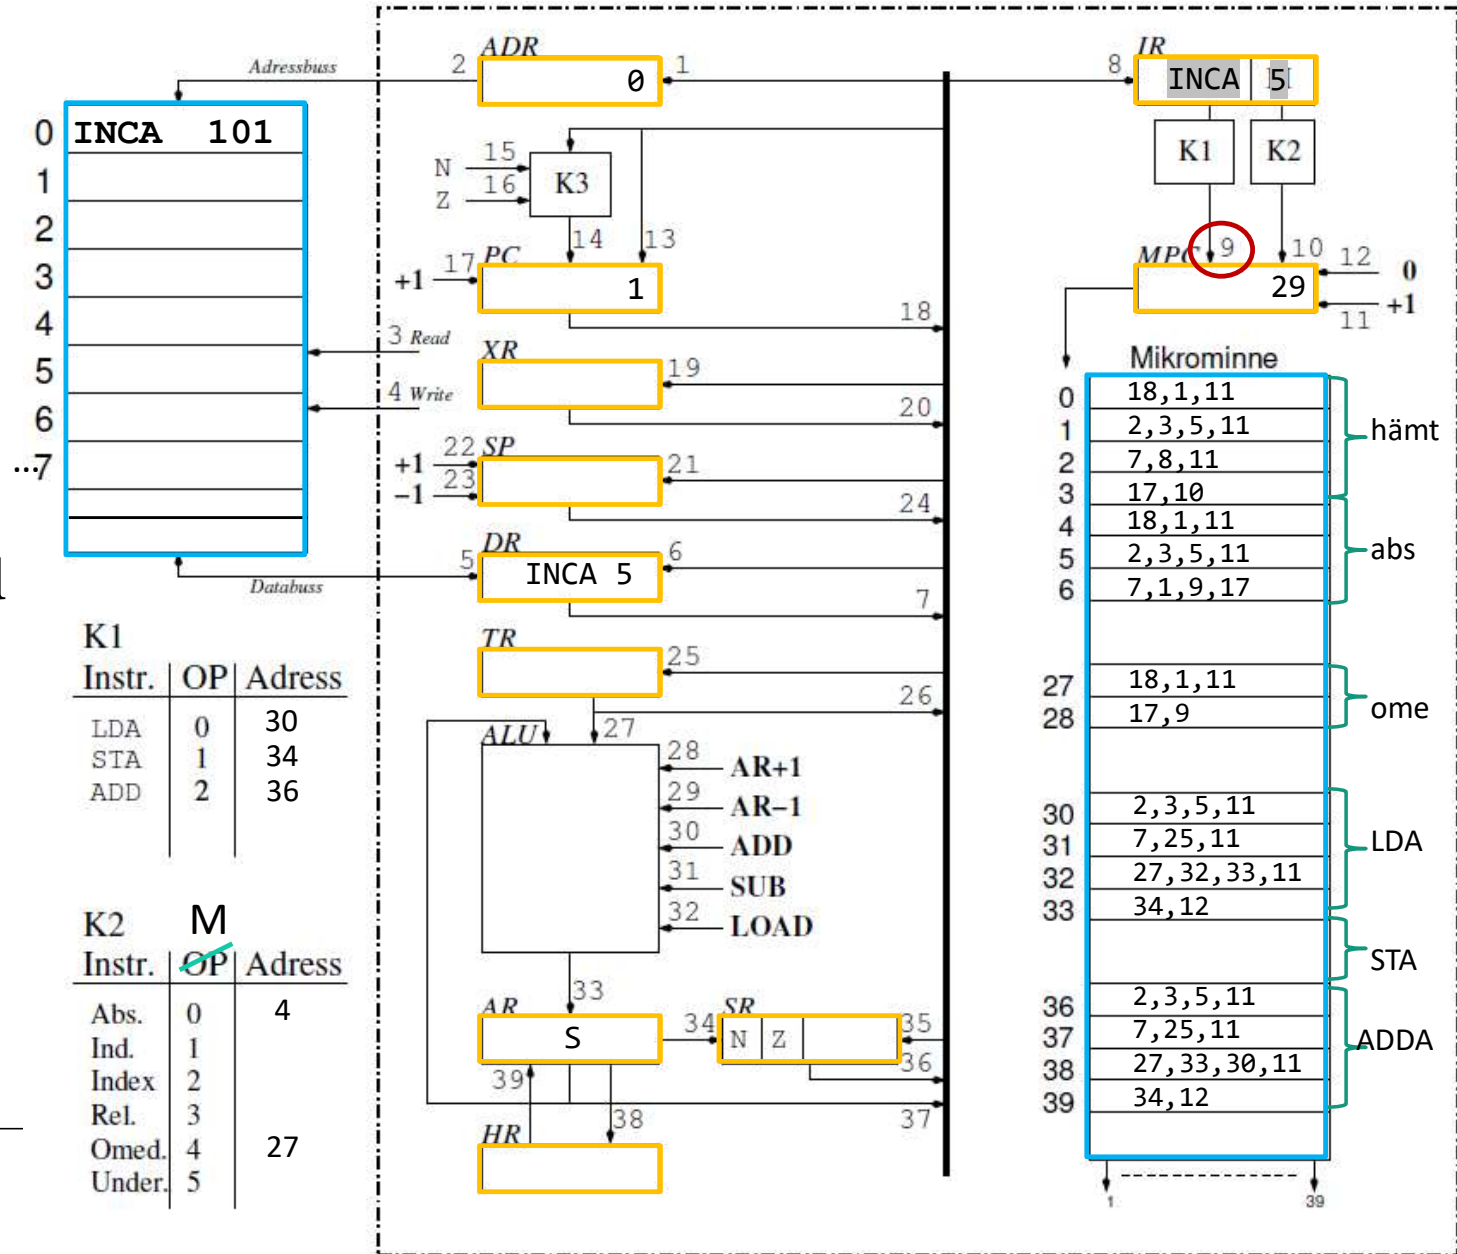 ADR
IR
Adressbuss
2
0
1
8
INCA 5
0 INCA 101
1
2
3
4
5
6
...7
N 15
Z 16
K3
K1
K2
14
13
PC
+1 17
1
18
MPC
9
10
12 0
29
11 +1
3 Read
4 Write
XR
19
20
SP
+1 22
−1 23
21
24
DR
5
INCA 5
6
7
Databuss
TR
25
26
27
ALU
28 AR+1
29 AR−1
30 ADD
31 SUB
32 LOAD
33
AR
S
34
SR
N Z
35
36
37
39
38
HR
Mikrominne
0 18,1,11
1 2,3,5,11
2 7,8,11
3 17,10
hämt
4 18,1,11
5 2,3,5,11
6 7,1,9,17
abs
27 18,1,11
28 17,9
ome
30 2,3,5,11
31 7,25,11
32 27,32,33,11
33 34,12
LDA
STA
36 2,3,5,11
37 7,25,11
38 27,33,30,11
39 34,12
ADDA
1
39
K1
Instr. OP Adress
LDA 0 30
STA 1 34
ADD 2 36
K2
M
Instr. OP Adress
Abs. 0 4
Ind. 1
Index 2
Rel. 3
Omed. 4 27
Under. 5